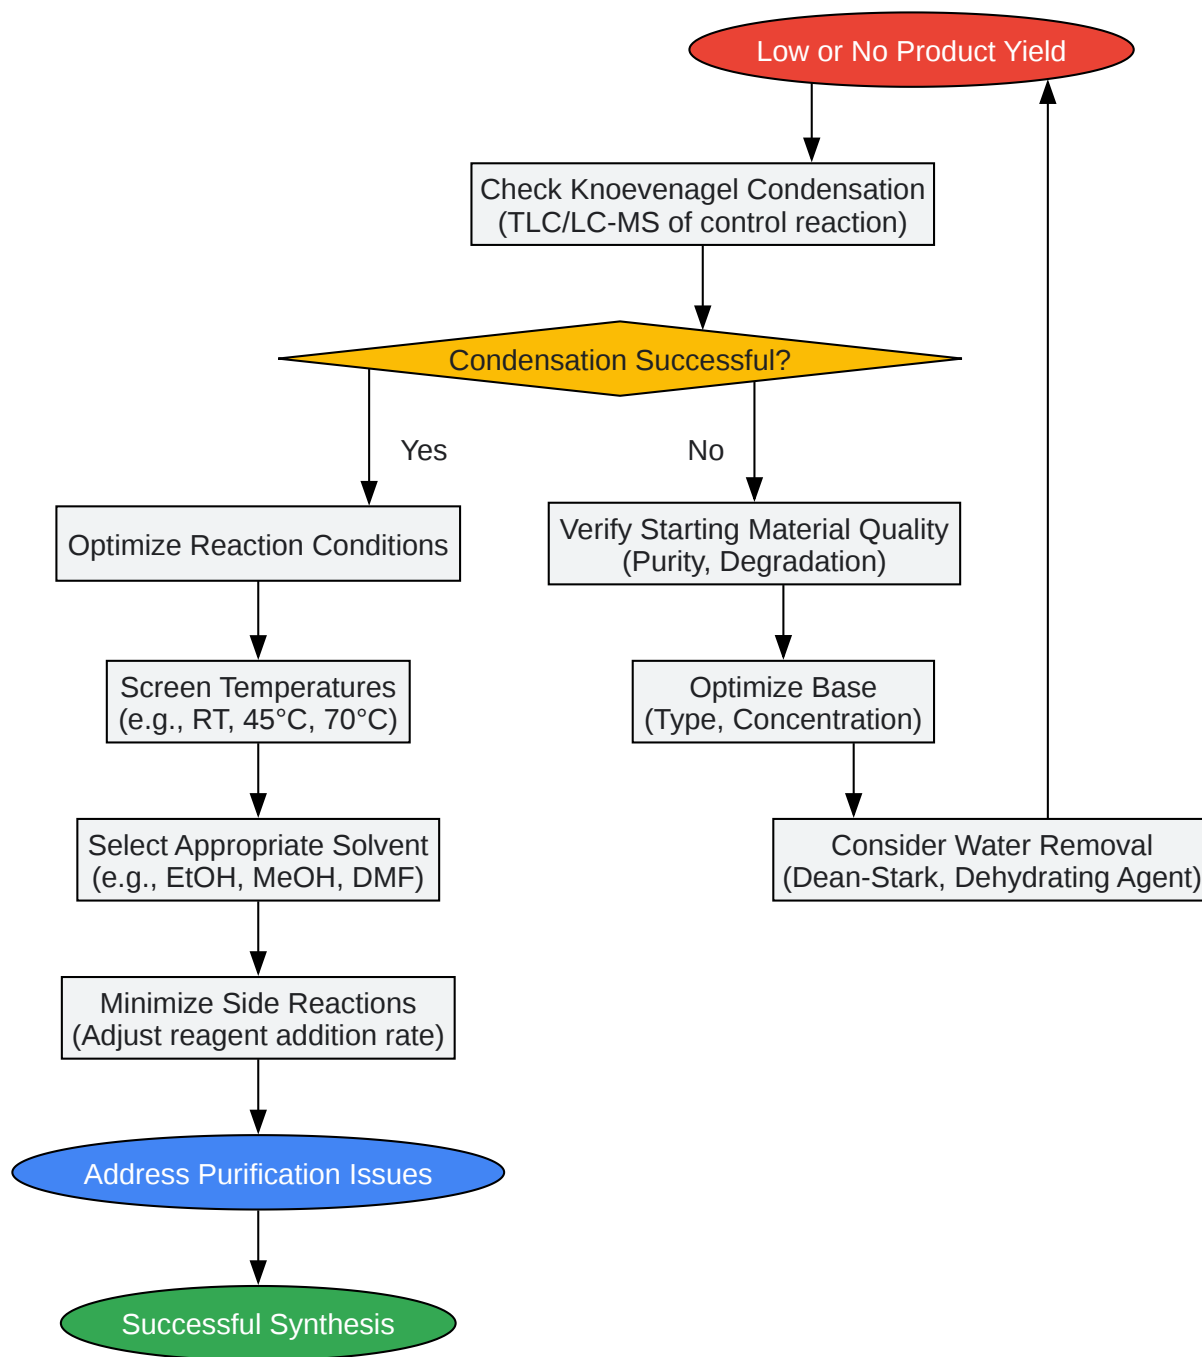 Low or No Product Yield
Check Knoevenagel Condensation
(TLC/LC-MS of control reaction)
Condensation Successful?
Yes
No
Optimize Reaction Conditions
Verify Starting Material Quality
(Purity, Degradation)
Screen Temperatures
(e.g., RT, 45°C, 70°C)
Optimize Base
(Type, Concentration)
Select Appropriate Solvent
(e.g., EtOH, MeOH, DMF)
Consider Water Removal
(Dean-Stark, Dehydrating Agent)
Minimize Side Reactions
(Adjust reagent addition rate)
Address Purification Issues
Successful Synthesis